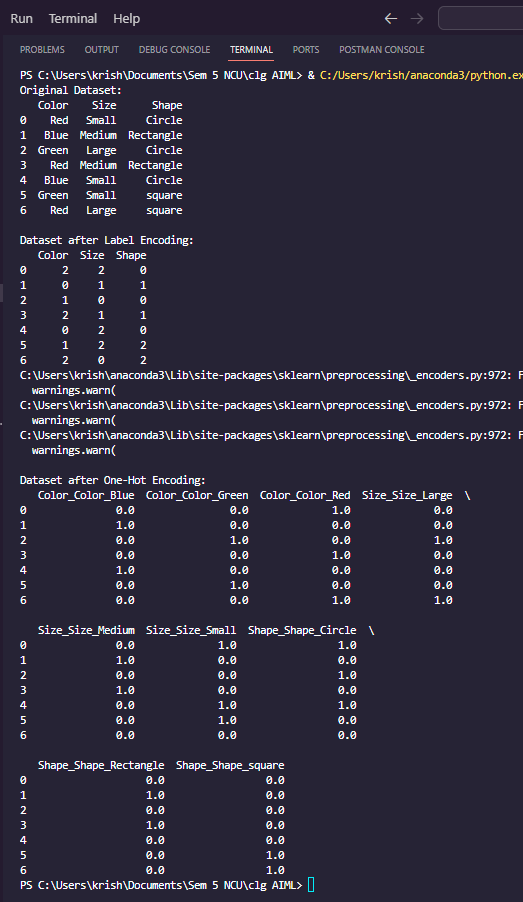 Run Terminal Help
PROBLEMS OUTPUT DEBUG CONSOLE TERMINAL PORTS POSTMAN CONSOLE
PS C:\Users\krish\Documents\Sem 5 NCU\clg AIML> & C:/Users/krish/anaconda3/python.ex
Original Dataset:
Color Size Shape
0 Red Small Circle
1 Blue Medium Rectangle
2 Green Large Circle
3 Red Medium Rectangle
4 Blue Small Circle
5 Green Small square
6 Red Large square
Dataset after Label Encoding:
Color Size Shape
0 2 2 0
1 0 1 1
2 1 0 0
3 2 1 1
4 0 2 0
5 1 2 2
6 2 0 2
C:\Users\krish\anaconda3\Lib\site-packages\sklearn\preprocessing\_encoders.py:972: F
warnings.warn(
C:\Users\krish\anaconda3\Lib\site-packages\sklearn\preprocessing\_encoders.py:972: F
warnings.warn(
C:\Users\krish\anaconda3\Lib\site-packages\sklearn\preprocessing\_encoders.py:972: F
warnings.warn(
Dataset after One-Hot Encoding:
Color_Color_Blue Color_Color_Green Color_Color_Red Size_Size_Large \
0 0.0 0.0 1.0 0.0
1 1.0 0.0 0.0 0.0
2 0.0 1.0 0.0 1.0
3 0.0 0.0 1.0 0.0
4 1.0 0.0 0.0 0.0
5 0.0 1.0 0.0 0.0
6 0.0 0.0 1.0 1.0
Size_Size_Medium Size_Size_Small Shape_Shape_Circle \
0 0.0 1.0 1.0
1 1.0 0.0 0.0
2 0.0 0.0 1.0
3 1.0 0.0 0.0
4 0.0 1.0 1.0
5 0.0 1.0 0.0
6 0.0 0.0 0.0
Shape_Shape_Rectangle Shape_Shape_square
0 0.0 0.0
1 1.0 0.0
2 0.0 0.0
3 1.0 0.0
4 0.0 0.0
5 0.0 1.0
6 0.0 1.0
PS C:\Users\krish\Documents\Sem 5 NCU\clg AIML>